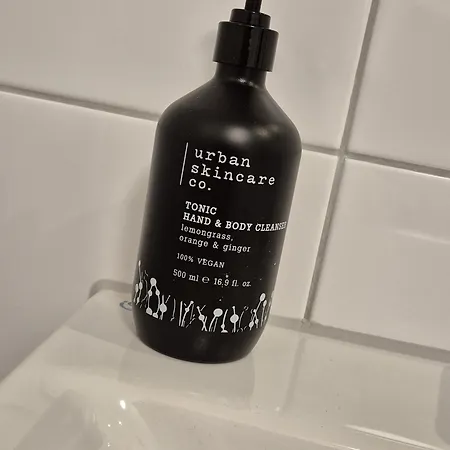 urban
skincare
co.
TONIC
HAND & BODY CLEANSER
lemongrass,
orange & ginger
100% VEGAN
500 ml ℮ 16,9 fl. oz.